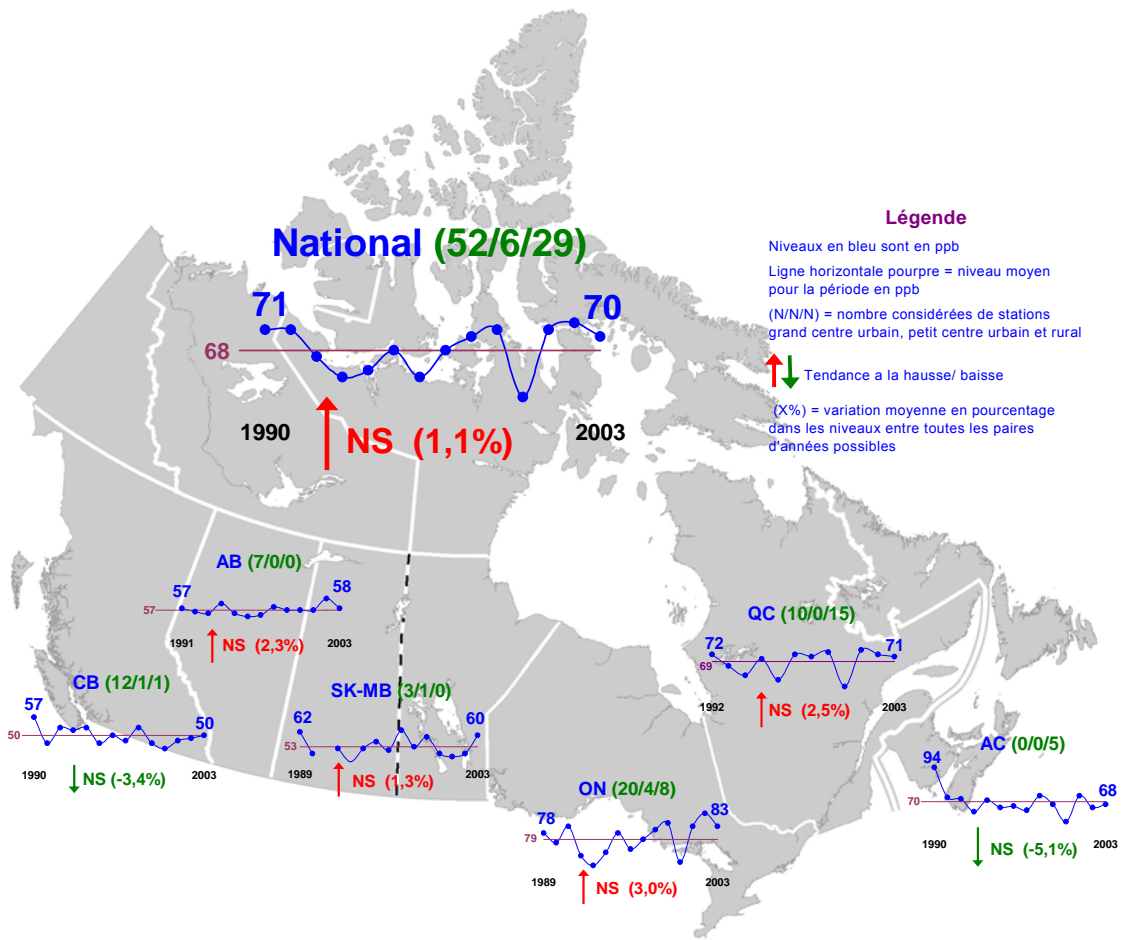 National (52/6/29)
71
70
68
1990
2003
NS (1,1%)
Légende
Niveaux en bleu sont en ppb
Ligne horizontale pourpre = niveau moyen
pour la période en ppb
(N/N/N) = nombre considérées de stations
grand centre urbain, petit centre urbain et rural
Tendance a la hausse/ baisse
(X%) = variation moyenne en pourcentage
dans les niveaux entre toutes les paires
d'années possibles
AB (7/0/0)
57
58
57
1991
2003
NS (2,3%)
CB (12/1/1)
57
50
50
1990
2003
NS (-3,4%)
SK-MB (3/1/0)
62
60
53
1989
2003
NS (1,3%)
ON (20/4/8)
78
83
79
1989
2003
NS (3,0%)
QC (10/0/15)
72
71
69
1992
2003
NS (2,5%)
AC (0/0/5)
94
68
70
1990
2003
NS (-5,1%)